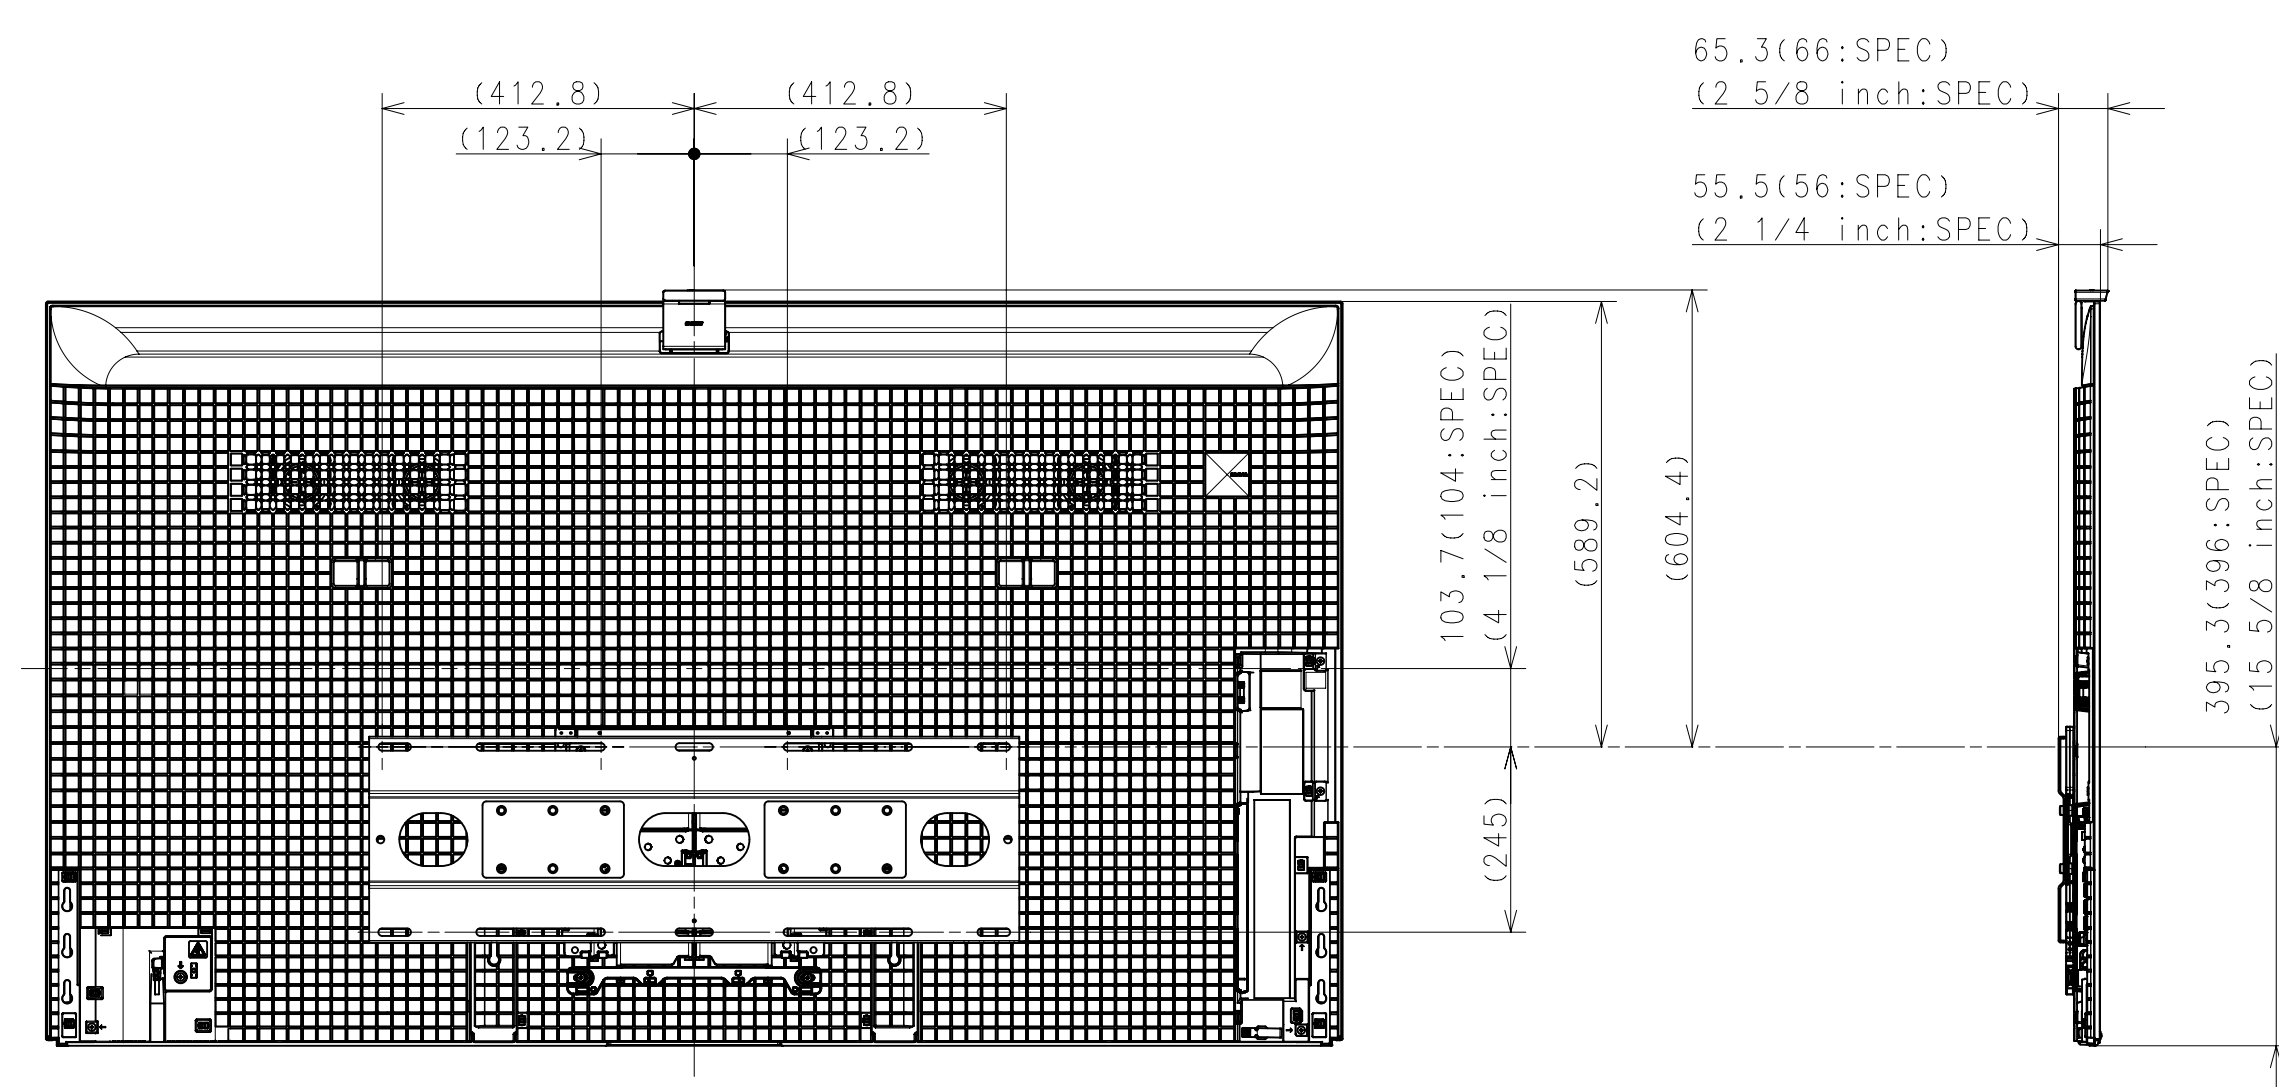 65.3(66:SPEC)
(2 5/8 inch:SPEC)
(412.8)
(412.8)
(123.2)
(123.2)
55.5(56:SPEC)
(2 1/4 inch:SPEC)
103.7(104:SPEC)
(4 1/8 inch:SPEC)
(589.2)
(604.4)
395.3(396:SPEC)
(15 5/8 inch:SPEC)
(245)